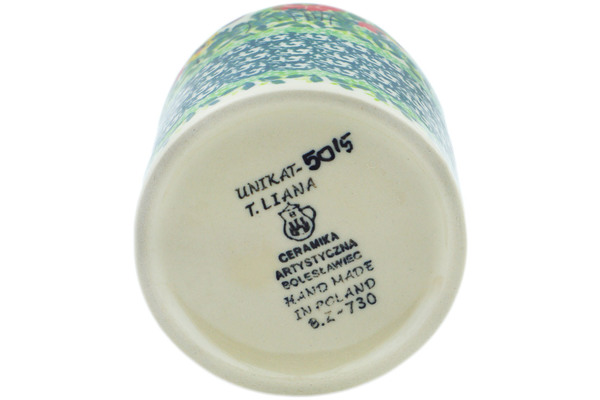 UNIKAT-5015
T. LIANA
CERAMIKA
ARTYSTYCZNA
BOLESŁAWIEC
HAND MADE
IN POLAND
B.Z-730